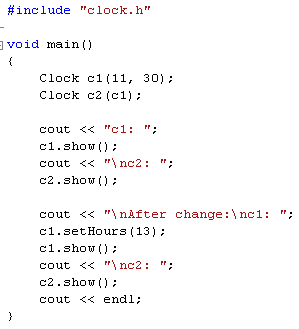 #include "clock.h"
void main()
{
Clock c1(11, 30);
Clock c2(c1);
cout << "c1: ";
c1.show();
cout << "\nc2: ";
c2.show();
cout << "\nAfter change:\nc1: ";
c1.setHours(13);
c1.show();
cout << "\nc2: ";
c2.show();
cout << endl;
}